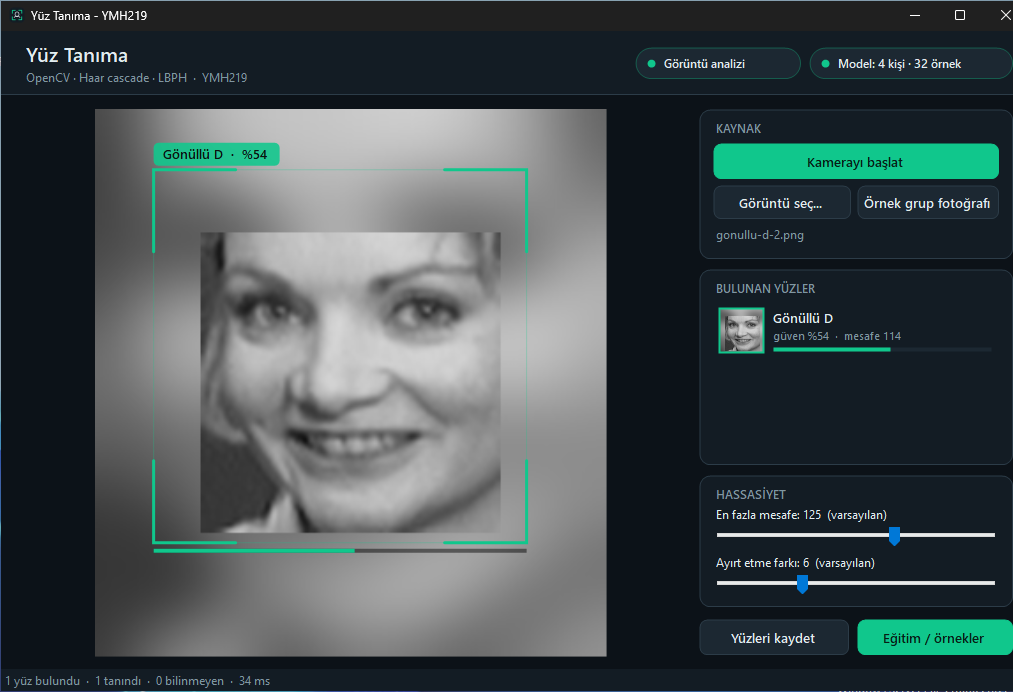 Yüz Tanıma - YMH219
Yüz Tanıma
OpenCV · Haar cascade · LBPH · YMH219
Görüntü analizi
Model: 4 kişi · 32 örnek
Gönüllü D · %54
KAYNAK
Kamerayı başlat
Görüntü seç...
Örnek grup fotoğrafı
gonullu-d-2.png
BULUNAN YÜZLER
Gönüllü D
güven %54 · mesafe 114
HASSASİYET
En fazla mesafe: 125 (varsayılan)
Ayırt etme farkı: 6 (varsayılan)
Yüzleri kaydet
Eğitim / örnekler
1 yüz bulundu · 1 tanındı · 0 bilinmeyen · 34 ms